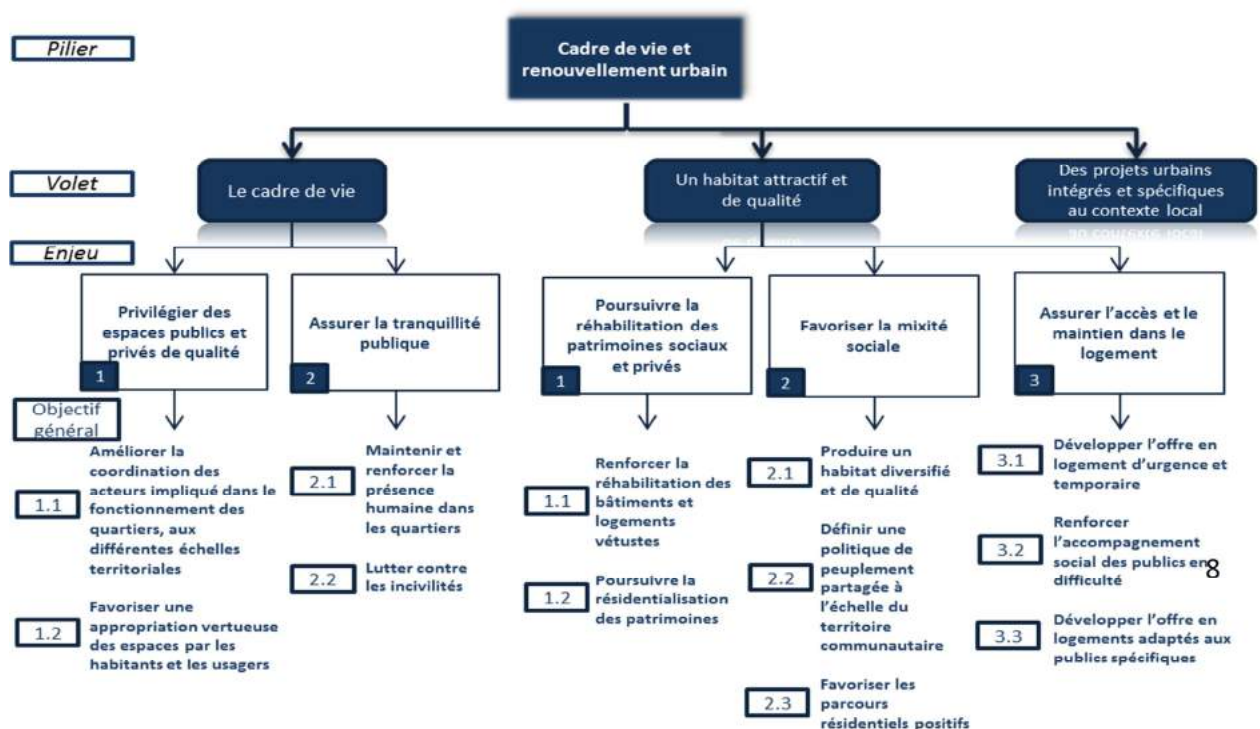 Pilier
Cadre de vie et
renouvellement urbain
Volet
Le cadre de vie
Un habitat attractif et
de qualité
Des projets urbains
intégrés et spécifiques
au contexte local
Enjeu
Privilégier des
espaces publics et
privés de qualité
1
Assurer la tranquillité
publique
2
Poursuivre la
réhabilitation des
patrimoines sociaux
et privés
1
Favoriser la mixité
sociale
2
Assurer l'accès et le
maintien dans le
logement
3
Objectif
général
1.1
Améliorer la
coordination des
acteurs impliqué dans le
fonctionnement des
quartiers, aux
différentes échelles
territoriales
1.2
Favoriser une
appropriation vertueuse
des espaces par les
habitants et les usagers
2.1
Maintenir et
renforcer la
présence
humaine dans
les quartiers
2.2
Lutter contre
les incivilités
1.1
Renforcer la
réhabilitation des
bâtiments et
logements
vétustes
1.2
Poursuivre la
résidentialisation
des patrimoines
2.1
Produire un
habitat diversifié
et de qualité
2.2
Définir une
politique de
peuplement
partagée à
l'échelle du
territoire
communautaire
2.3
Favoriser les
parcours
résidentiels positifs
3.1
Développer l'offre en
logement d'urgence et
temporaire
3.2
Renforcer
l'accompagnement
social des publics en
difficulté
8
3.3
Développer l'offre en
logements adaptés aux
publics spécifiques